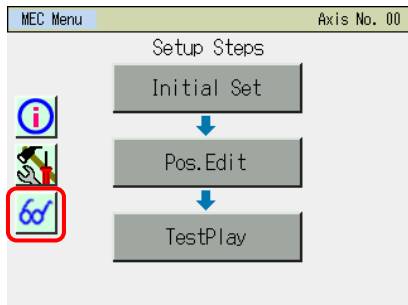 MEC Menu
Axis No. 00
Setup Steps
Initial Set
Pos.Edit
TestPlay